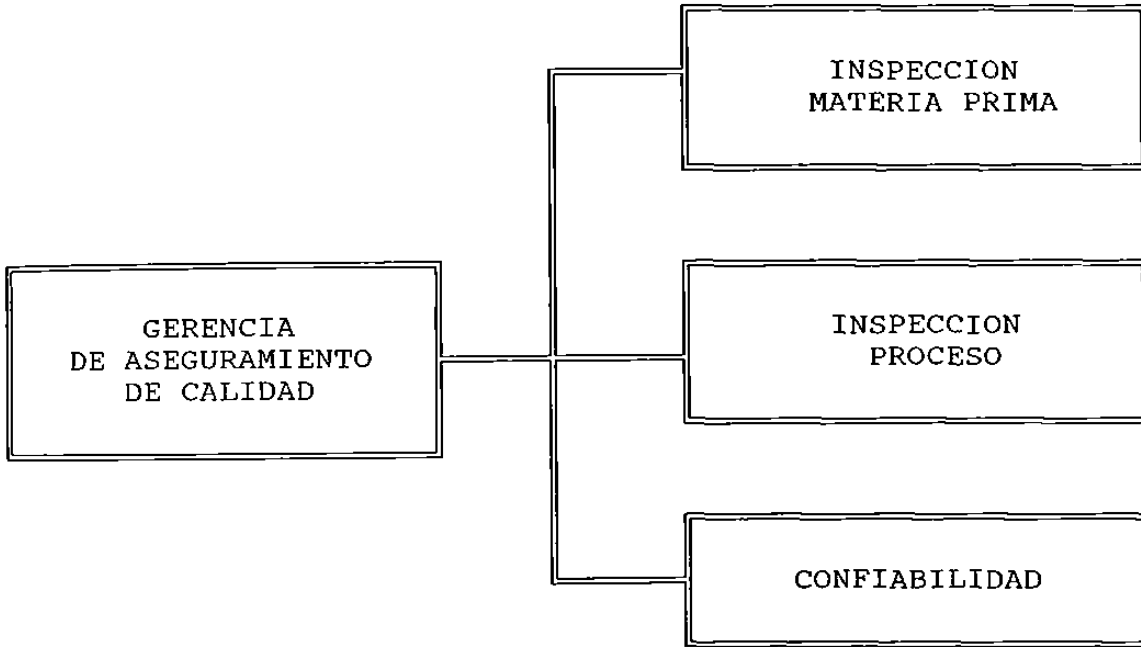 INSPECCION
MATERIA PRIMA
GERENCIA
DE ASEGURAMIENTO
DE CALIDAD
INSPECCION
PROCESO
CONFIABILIDAD